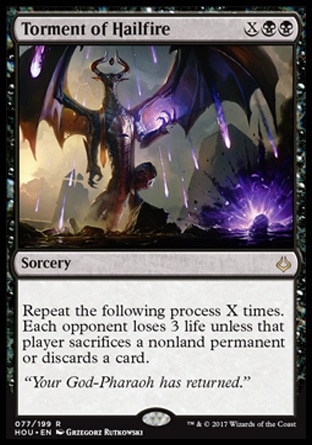 Torment of Hailfire X
Sorcery
Repeat the following process X times.
Each opponent loses 3 life unless that
player sacrifices a nonland permanent
or discards a card.
“Your God-Pharaoh has returned.”
077/199 R
HOU • EN Grzegorz Rutkowski ™ & © 2017 Wizards of the Coast